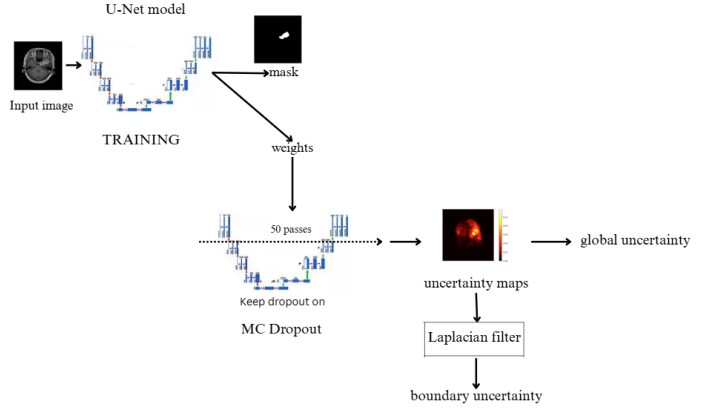 U-Net model
mask
Input image
TRAINING
weights
50 passes
global uncertainty
uncertainty maps
Keep dropout on
MC Dropout
Laplacian filter
boundary uncertainty